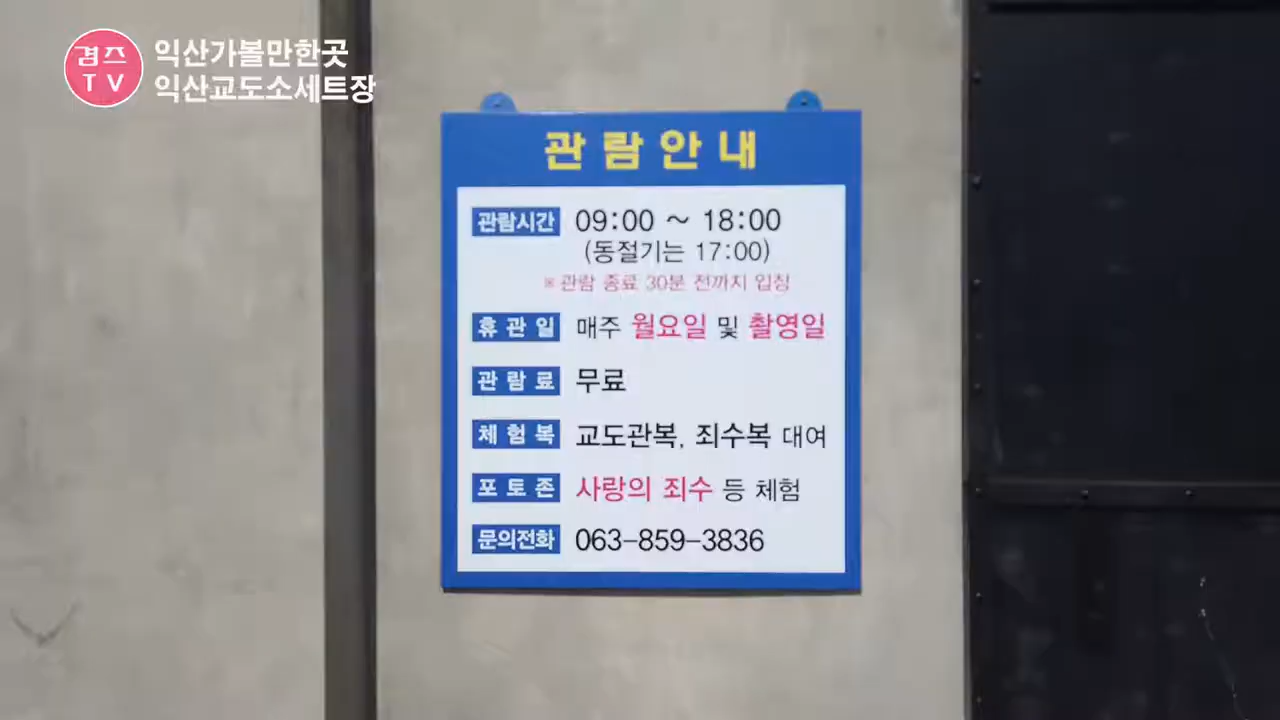 경즈
TV
익산가볼만한곳
익산교도소세트장
관람안내
관람시간 09:00 ~ 18:00
(동절기는 17:00)
※관람 종료 30분 전까지 입장
휴관일 매주 월요일 및 촬영일
관람료 무료
체험복 교도관복, 죄수복 대여
포토존 사랑의 죄수 등 체험
문의전화 063-859-3836